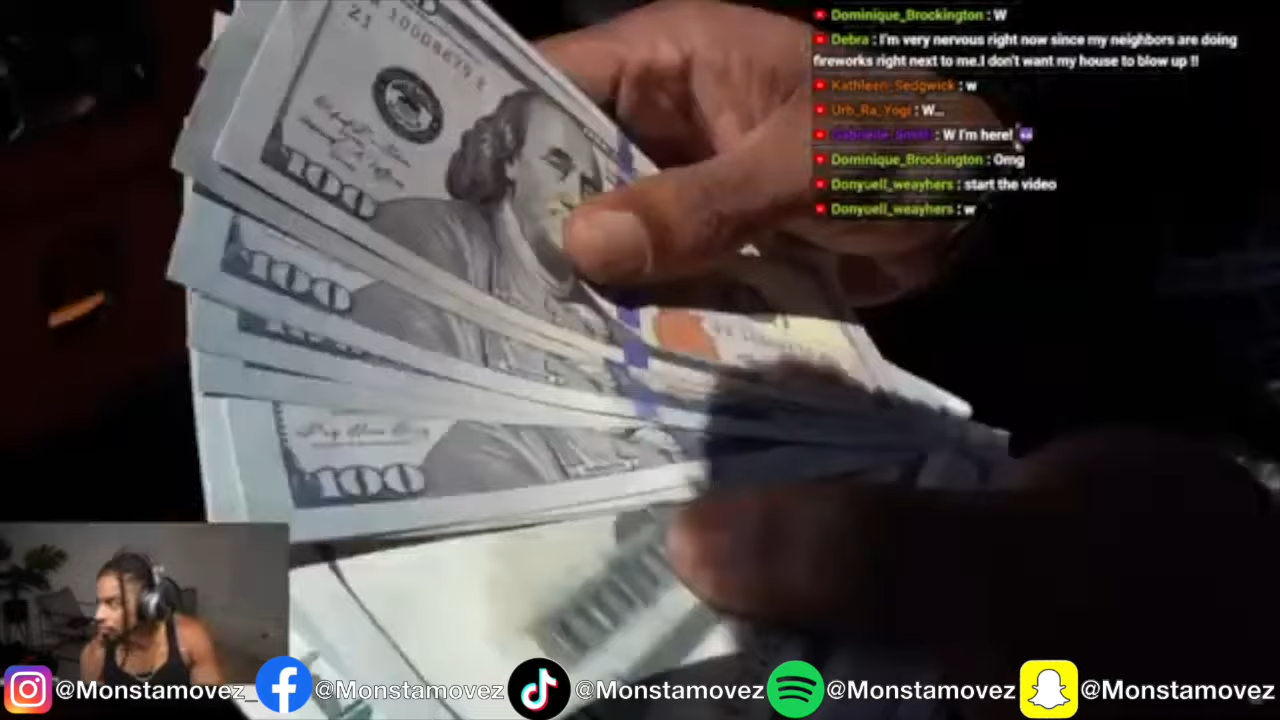 Dominique_Brockington : W
Debra : I'm very nervous right now since my neighbors are doing
fireworks right next to me.I don't want my house to blow up !!
Kathleen_Sedgwick : w
Urb_Ra_Yogi : W...
Gabrielle_Smith : W I'm here!
Dominique_Brockington : Omg
Donyuell_weayhers : start the video
Donyuell_weayhers : w
Z1
100
100
100
@Monstamovez_
@Monstamovez
@Monstamovez
@Monstamovez
@Monstamovez